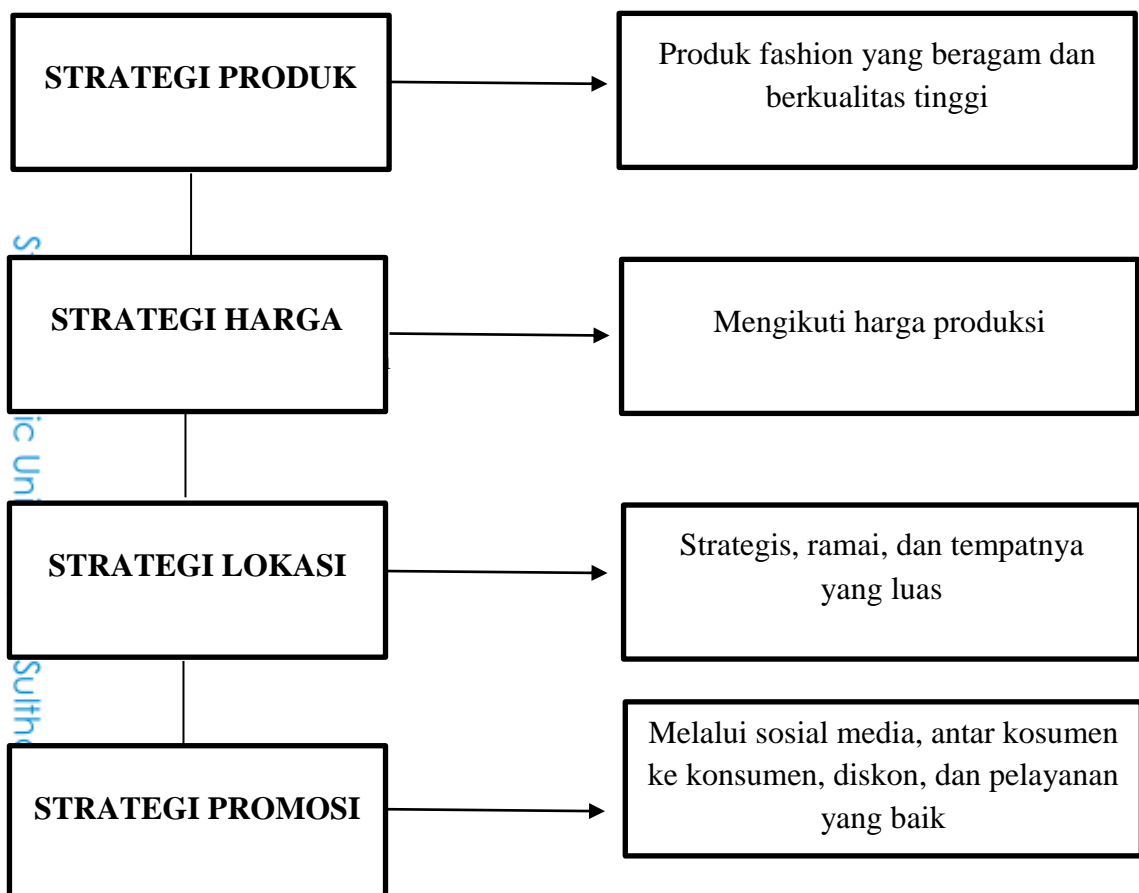 STRATEGI PRODUK
Produk fashion yang beragam dan
berkualitas tinggi
STRATEGI HARGA
Mengikuti harga produksi
STRATEGI LOKASI
Strategis, ramai, dan tempatnya
yang luas
STRATEGI PROMOSI
Melalui sosial media, antar kosumen
ke konsumen, diskon, dan pelayanan
yang baik